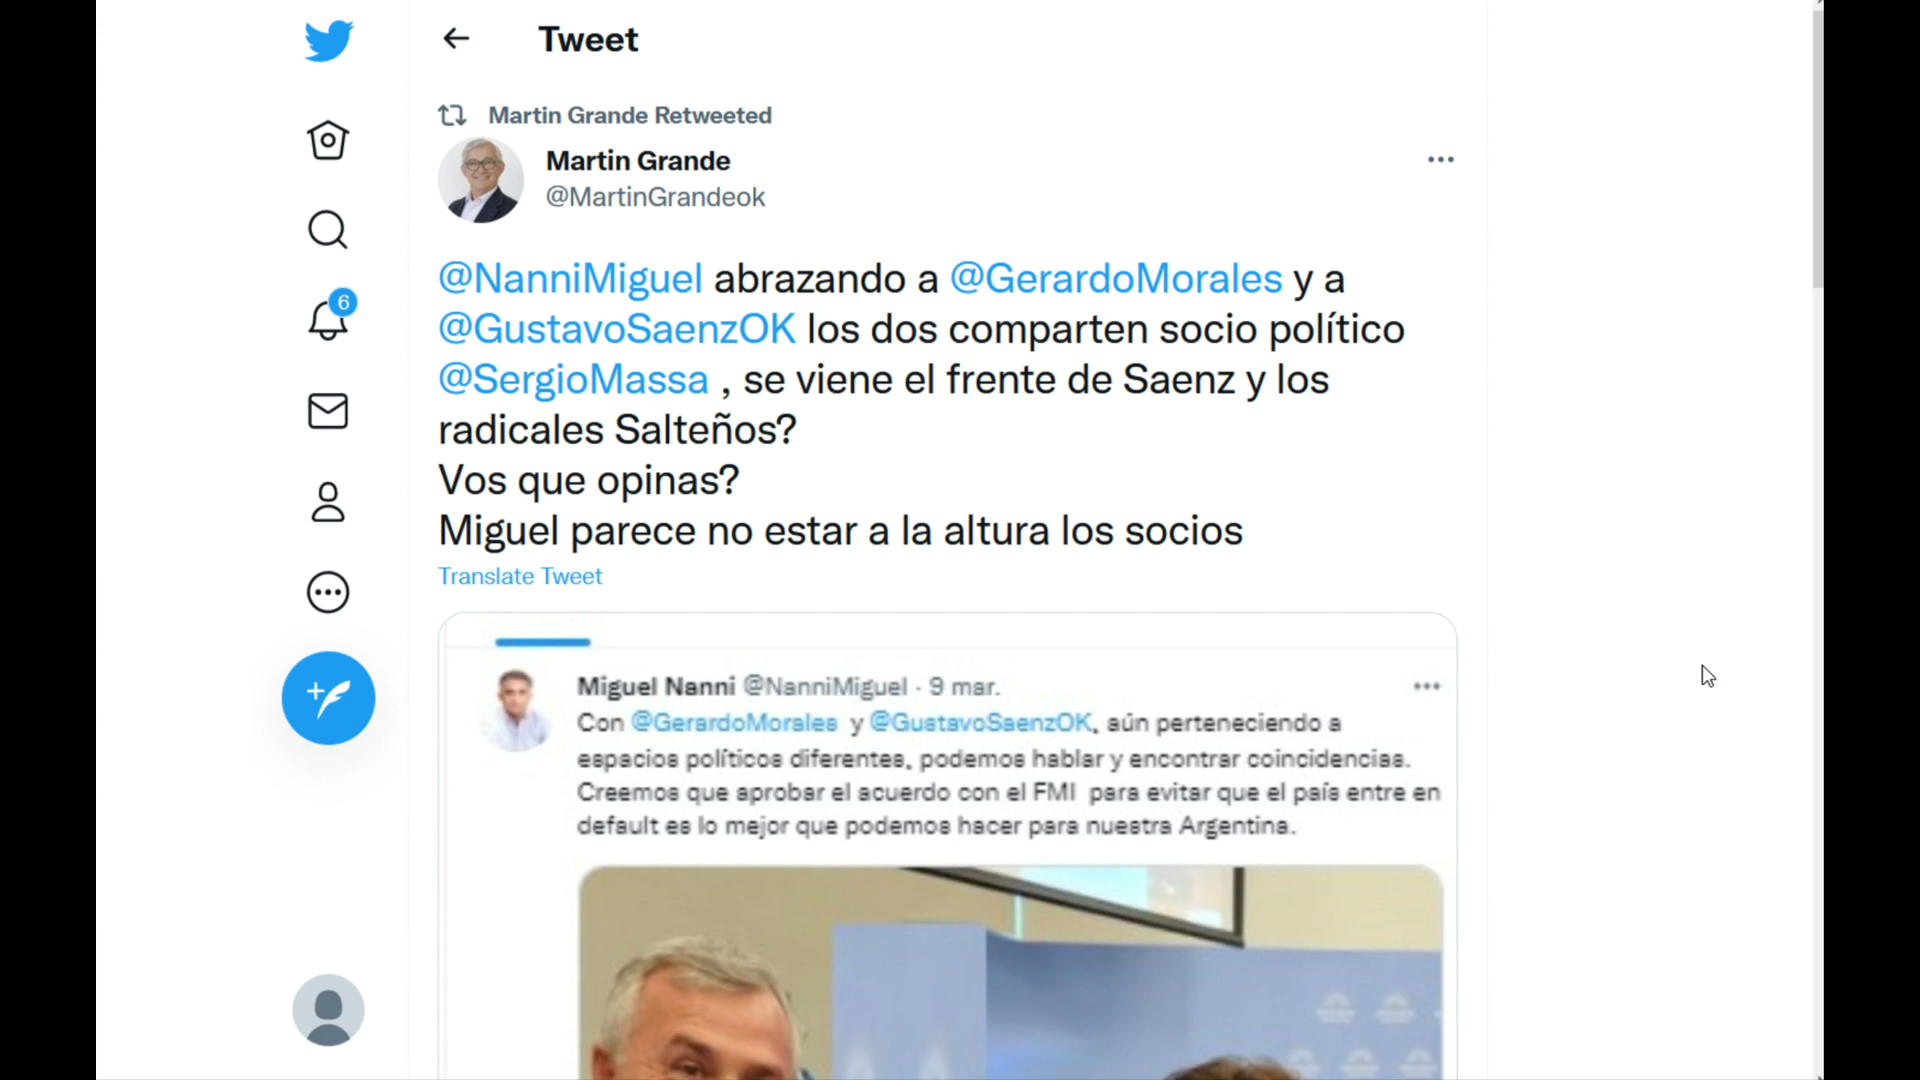 Tweet
Martin Grande Retweeted
Martin Grande
@MartinGrandeok
@NanniMiguel abrazando a @GerardoMorales y a
@GustavoSaenzOK los dos comparten socio político
@SergioMassa , se viene el frente de Saenz y los
radicales Salteños?
Vos que opinas?
Miguel parece no estar a la altura los socios
Translate Tweet
6
Miguel Nanni @NanniMiguel · 9 mar.
Con @GerardoMorales y @GustavoSaenzOK, aún perteneciendo a
espacios políticos diferentes, podemos hablar y encontrar coincidencias.
Creemos que aprobar el acuerdo con el FMI para evitar que el país entre en
default es lo mejor que podemos hacer para nuestra Argentina.